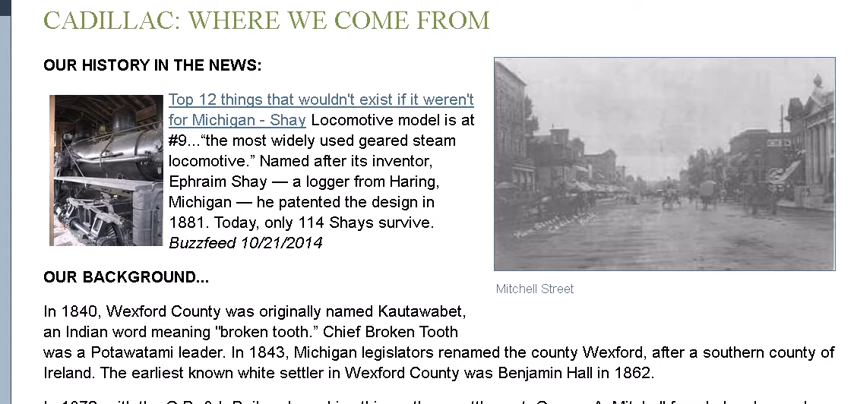 CADILLAC: WHERE WE COME FROM
OUR HISTORY IN THE NEWS:
Top 12 things that wouldn't exist if it weren't
for Michigan - Shay Locomotive model is at
#9...“the most widely used geared steam
locomotive.” Named after its inventor,
Ephraim Shay — a logger from Haring,
Michigan — he patented the design in
1881. Today, only 114 Shays survive.
Buzzfeed 10/21/2014
Mitchell Street
OUR BACKGROUND...
In 1840, Wexford County was originally named Kautawabet,
an Indian word meaning "broken tooth.” Chief Broken Tooth
was a Potawatami leader. In 1843, Michigan legislators renamed the county Wexford, after a southern county of
Ireland. The earliest known white settler in Wexford County was Benjamin Hall in 1862.